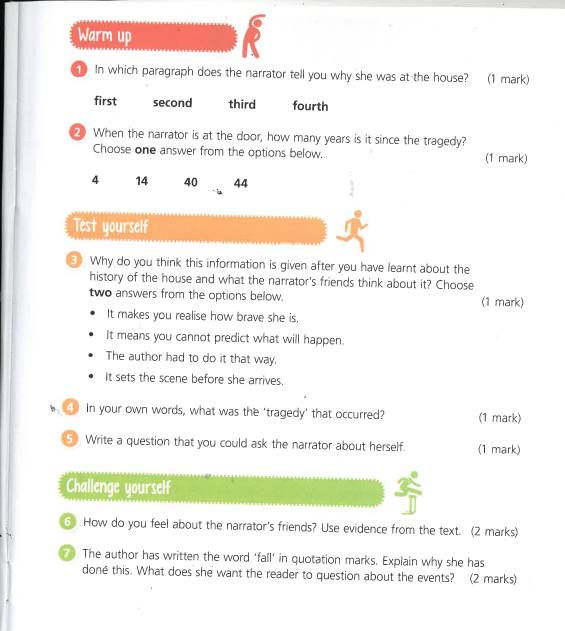 Warm up
1 In which paragraph does the narrator tell you why she was at the house? (1 mark)
first second third fourth
2 When the narrator is at the door, how many years is it since the tragedy?
Choose one answer from the options below. (1 mark)
4 14 40 44
Test yourself
3 Why do you think this information is given after you have learnt about the
history of the house and what the narrator's friends think about it? Choose
two answers from the options below. (1 mark)
• It makes you realise how brave she is.
• It means you cannot predict what will happen.
• The author had to do it that way.
• It sets the scene before she arrives.
4 In your own words, what was the 'tragedy' that occurred? (1 mark)
5 Write a question that you could ask the narrator about herself. (1 mark)
Challenge yourself
6 How do you feel about the narrator's friends? Use evidence from the text. (2 marks)
7 The author has written the word 'fall' in quotation marks. Explain why she has
done this. What does she want the reader to question about the events? (2 marks)